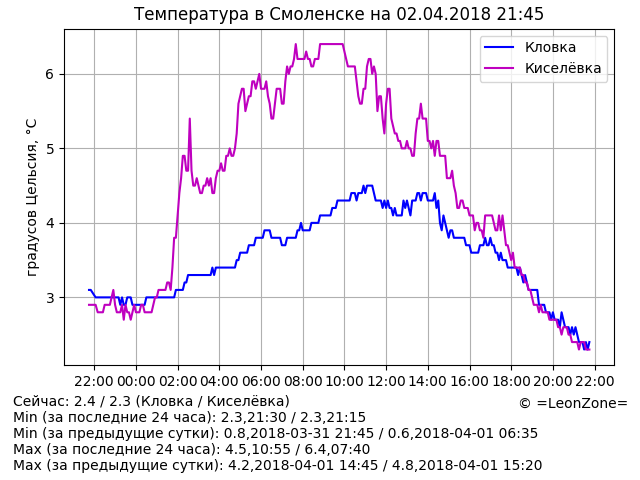 Температура в Смоленске на 02.04.2018 21:45
Кловка
Киселёвка
градусов Цельсия, °C
6
5
4
3
22:00 00:00 02:00 04:00 06:00 08:00 10:00 12:00 14:00 16:00 18:00 20:00 22:00
Сейчас: 2.4 / 2.3 (Кловка / Киселёвка)
© =LeonZone=
Min (за последние 24 часа): 2.3,21:30 / 2.3,21:15
Min (за предыдущие сутки): 0.8,2018-03-31 21:45 / 0.6,2018-04-01 06:35
Max (за последние 24 часа): 4.5,10:55 / 6.4,07:40
Max (за предыдущие сутки): 4.2,2018-04-01 14:45 / 4.8,2018-04-01 15:20